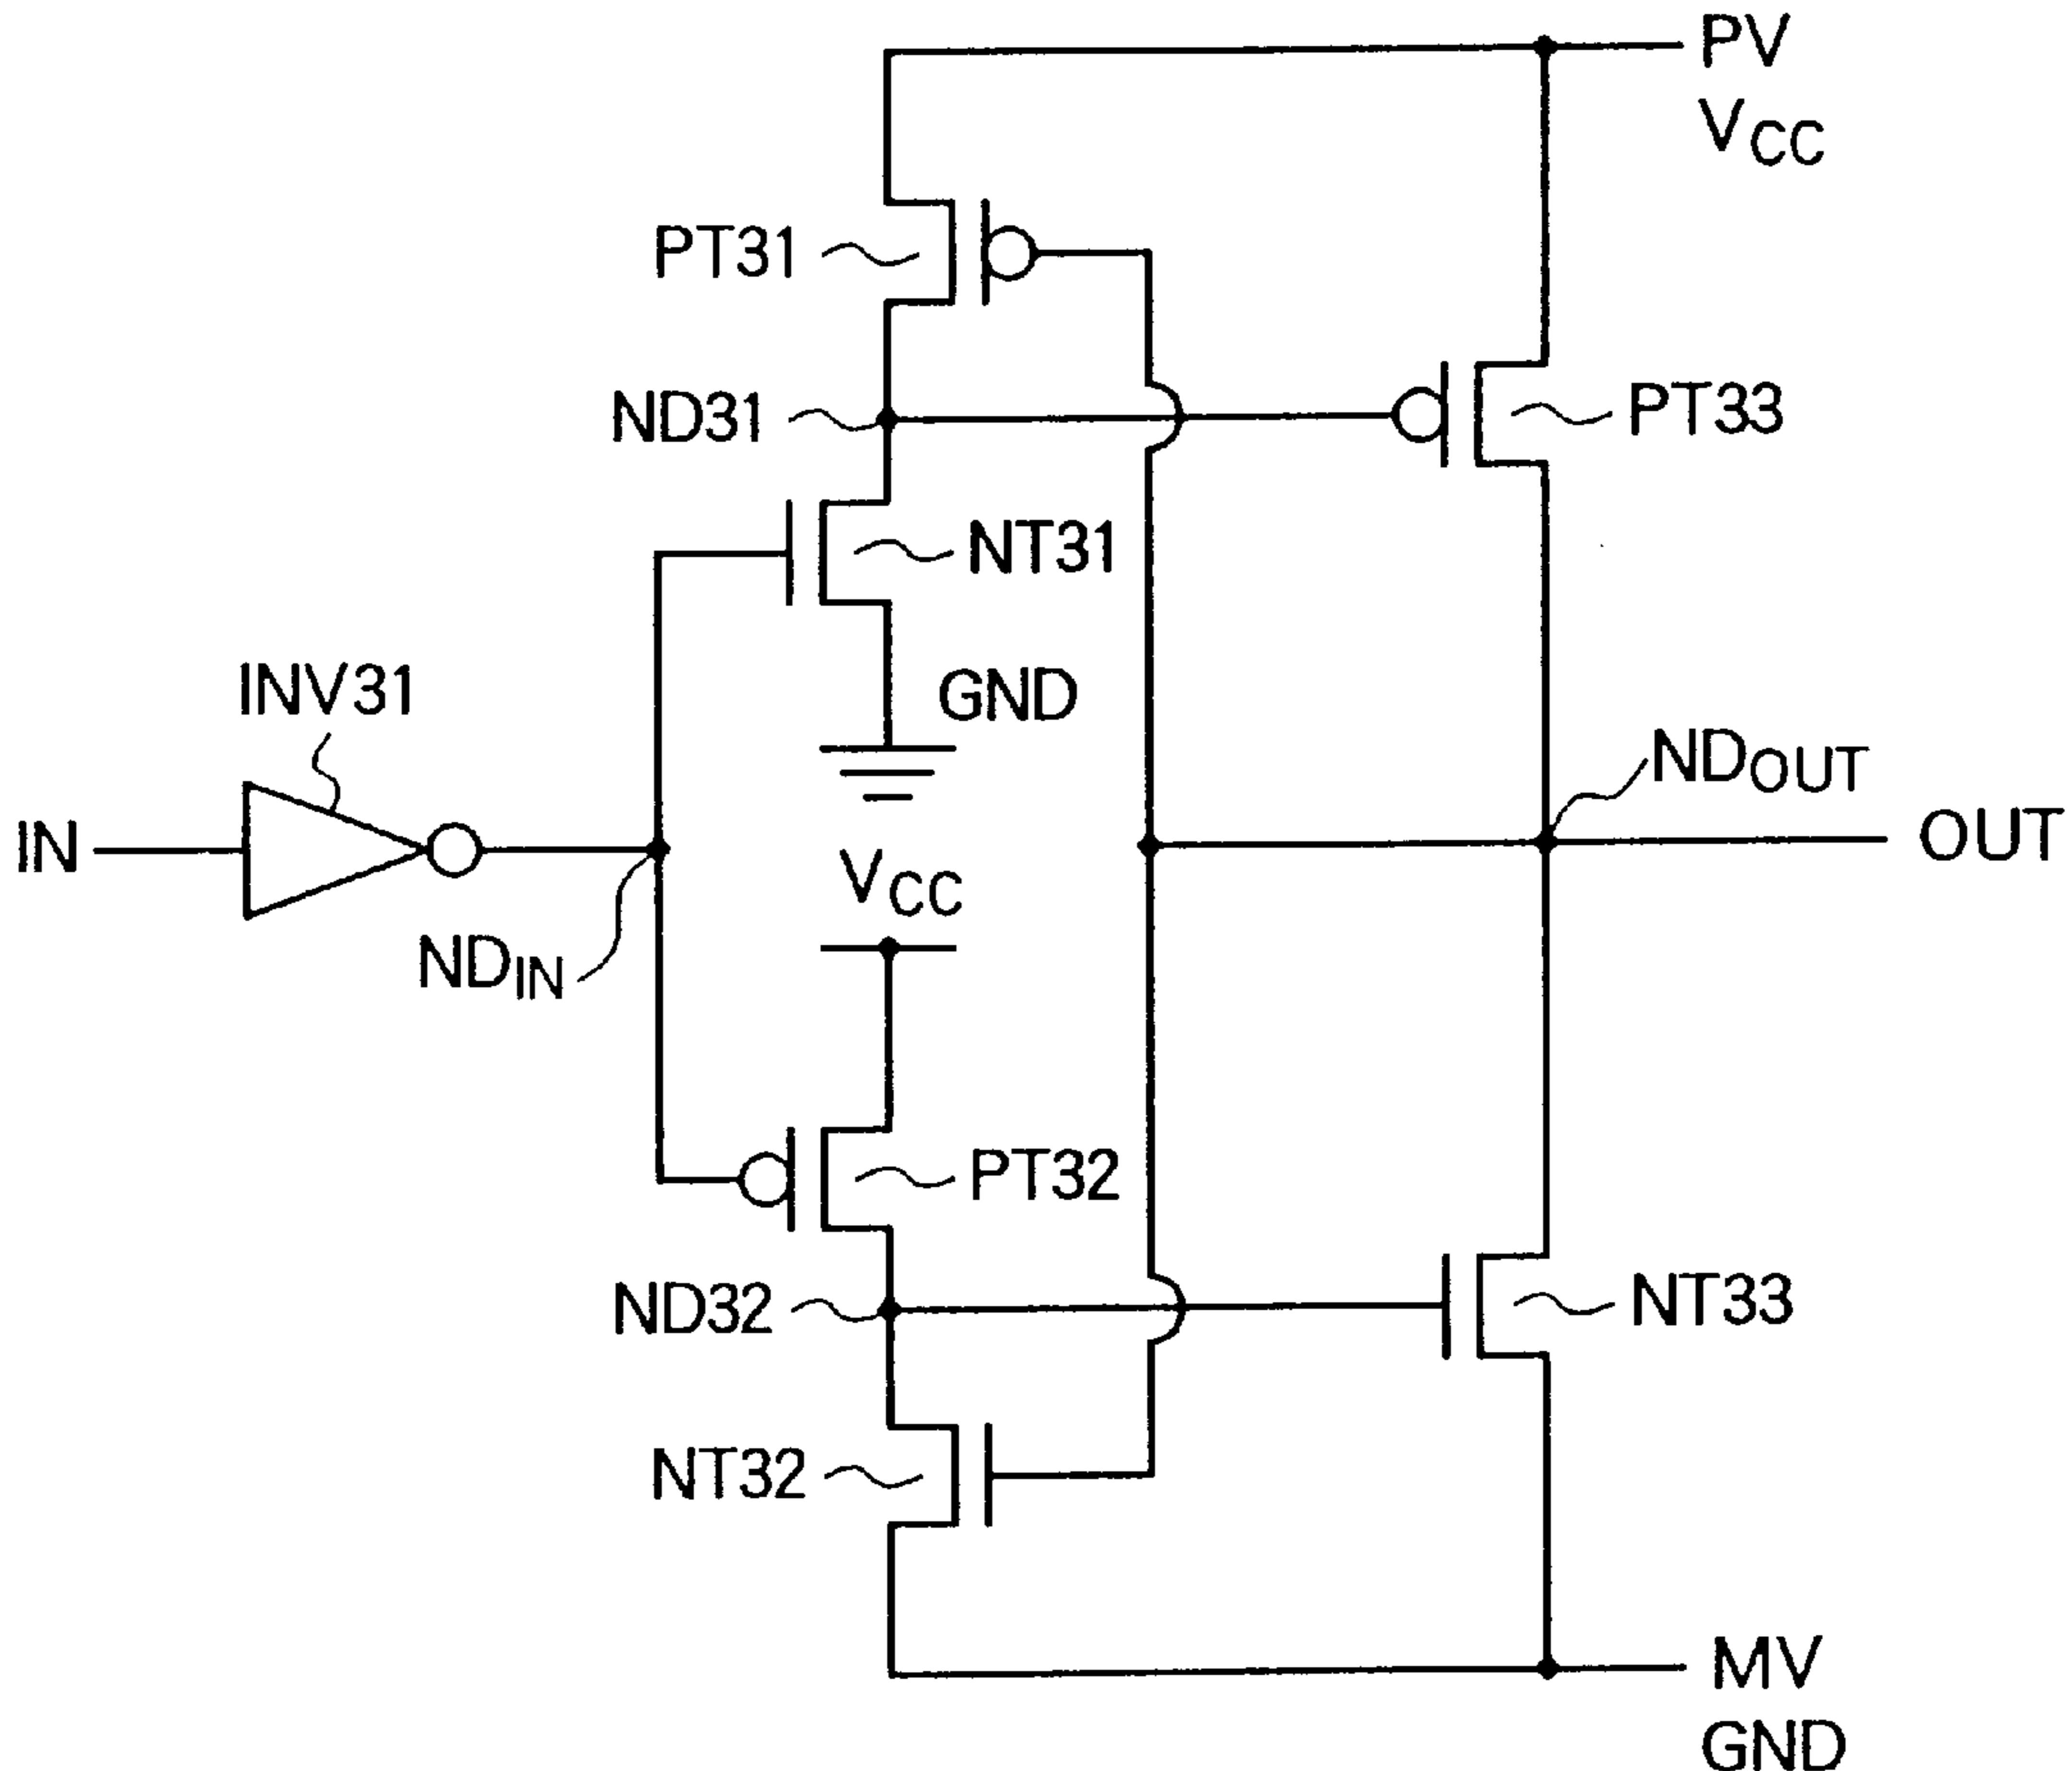 PV
VCC
PT31
ND31
PT33
NT31
INV31
GND
NDOUT
IN
OUT
VCC
NDIN
PT32
ND32
NT33
NT32
MV
GND